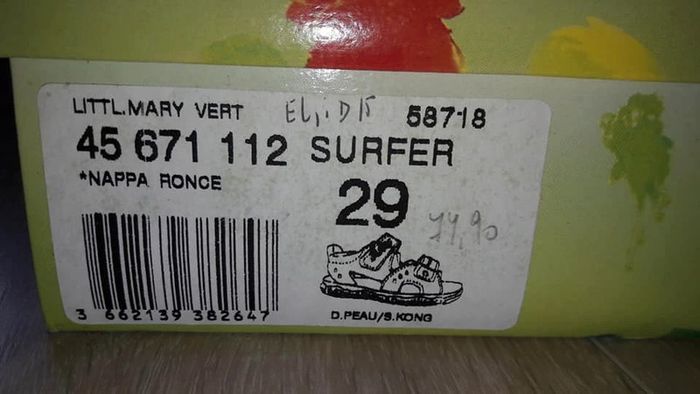 LITTL.MARY VERT 58718
45 671 112 SURFER
*NAPPA RONCE
29
3 662139 382647
D.PEAU/S.KONG